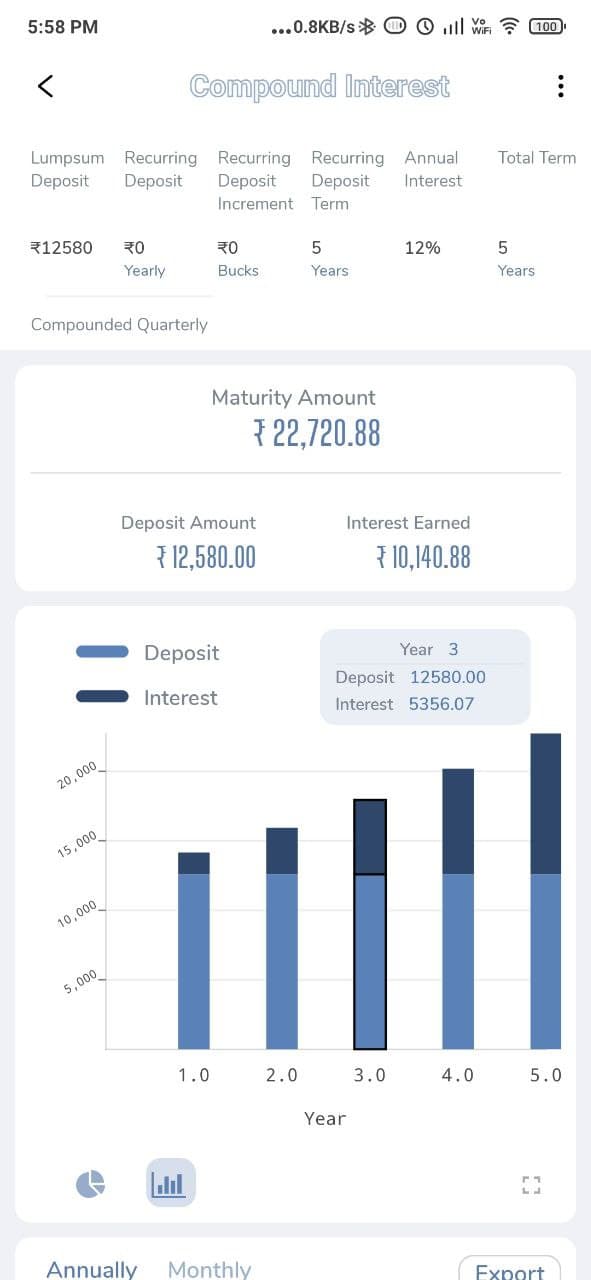 5:58 PM
...0.8KB/s
Vo WiFi
100
Compound Interest
Lumpsum Deposit
Recurring Deposit
Recurring Deposit Increment
Recurring Deposit Term
Annual Interest
Total Term
₹12580
₹0
₹0
5
12%
5
Yearly
Bucks
Years
Years
Compounded Quarterly
Maturity Amount
₹ 22,720.88
Deposit Amount
Interest Earned
₹ 12,580.00
₹ 10,140.88
Deposit
Interest
Year 3
Deposit 12580.00
Interest 5356.07
20,000
15,000
10,000
5,000
1.0 2.0 3.0 4.0 5.0
Year
Annually
Monthly
Export